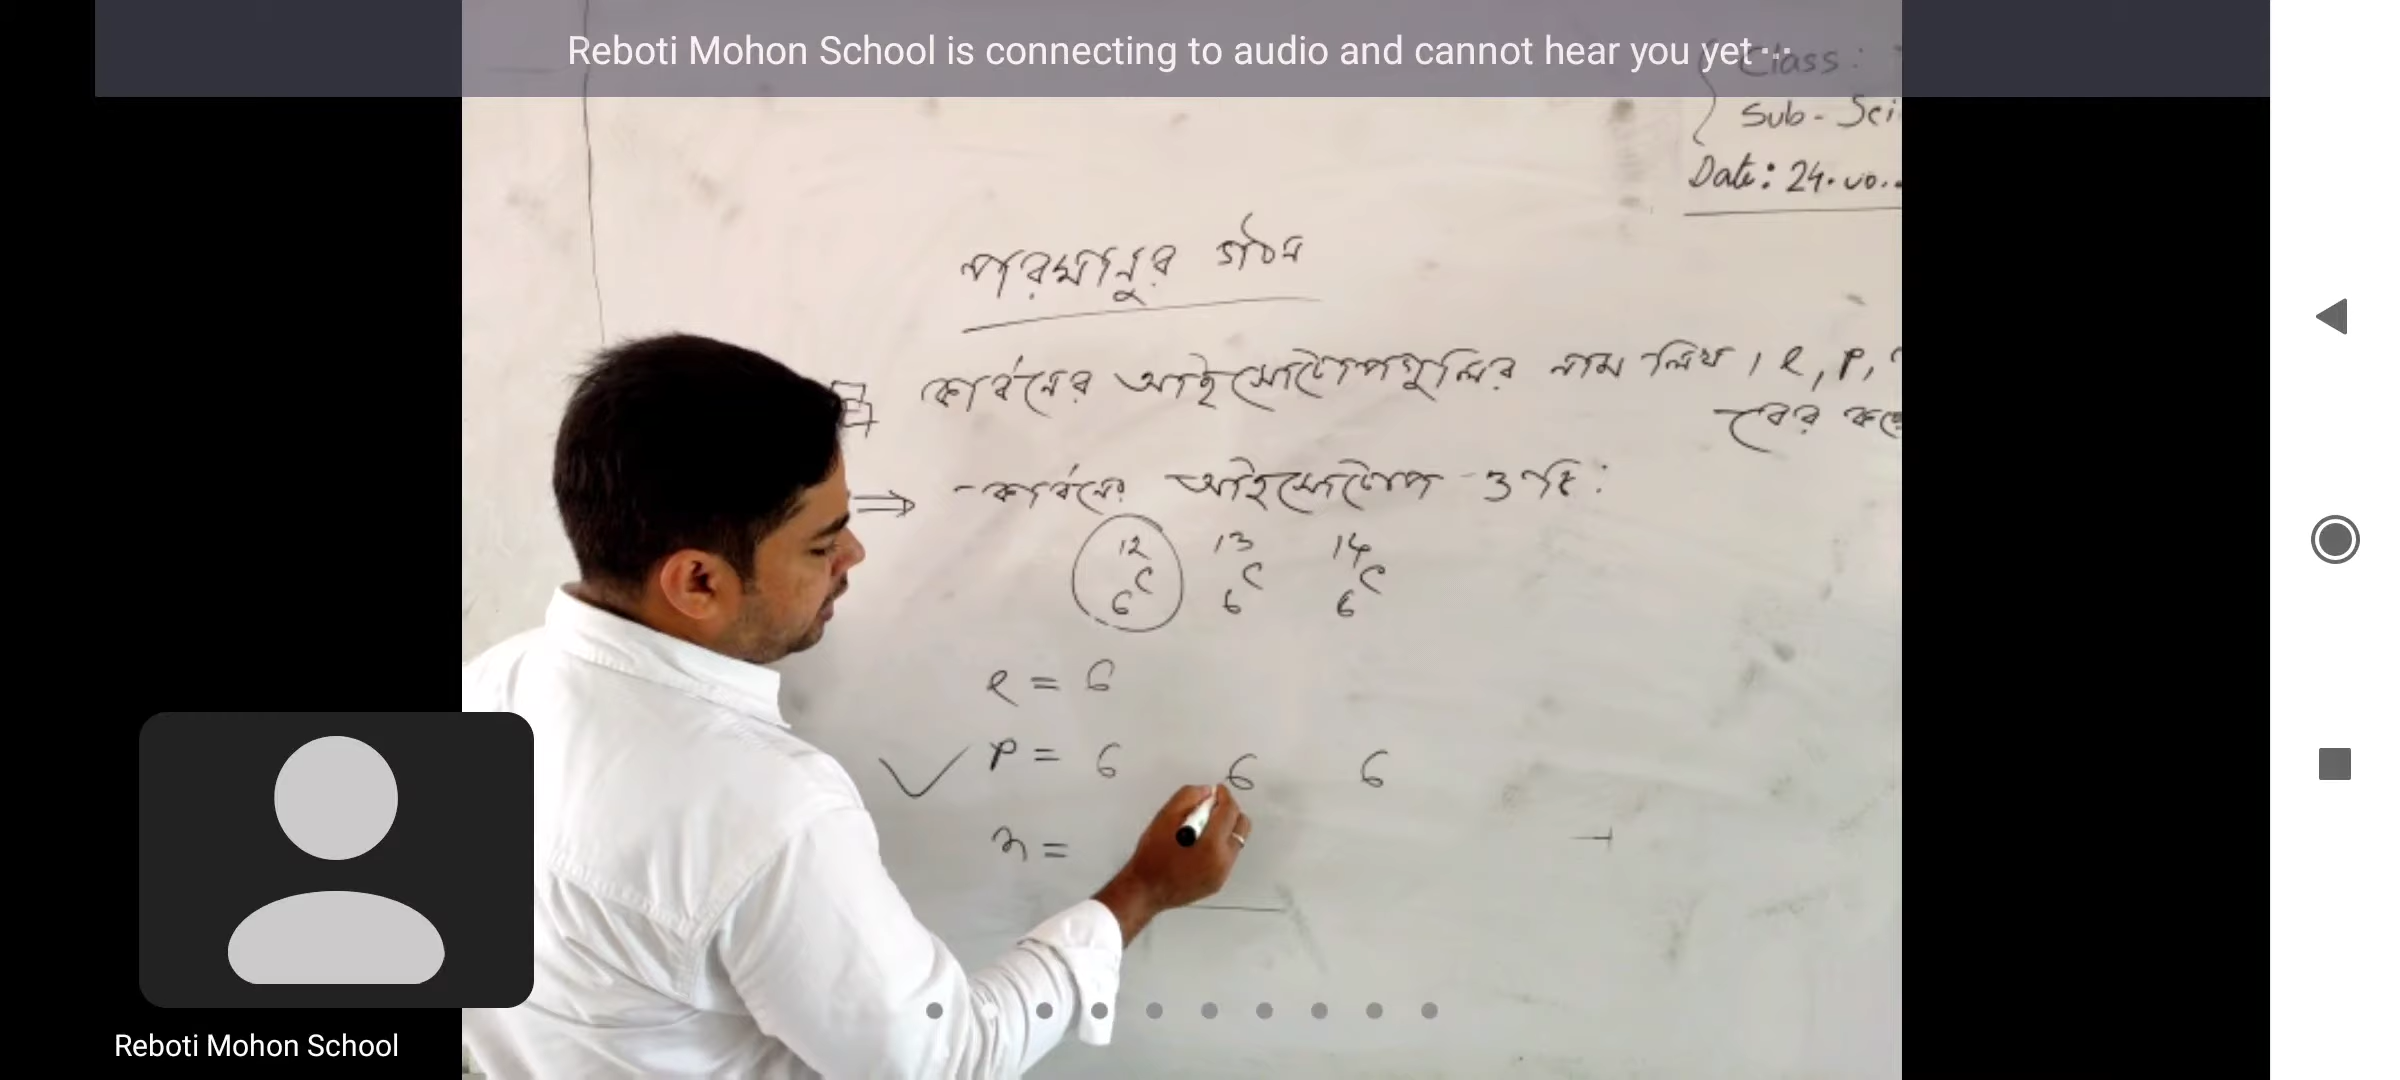 Reboti Mohon School is connecting to audio and cannot hear you yet
Class:
Sub - Sci
Date: 24.
পরমানুর গঠন
কার্বনের আইসোটোপগুলির নাম লিখ। e, p,
বের কর
⇒ কার্বনের আইসোটোপ ৩টি:
12 13 14
C C C
6 6 6
e = 6
p = 6 6 6
n =
Reboti Mohon School